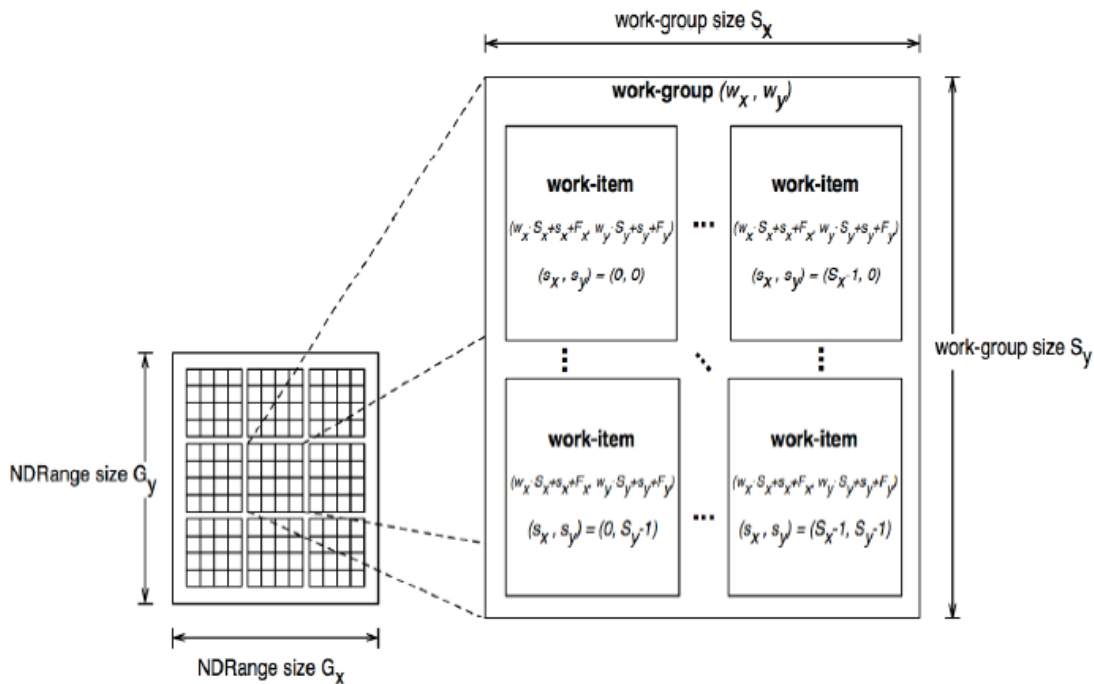 work-group size Sx
work-group (wx , wy)
work-item
work-item
(wx·Sx+sx+Fx, wy·Sy+sy+Fy)
...
(wx·Sx+sx+Fx, wy·Sy+sy+Fy)
(sx , sy) = (0, 0)
(sx , sy) = (Sx-1, 0)
work-group size Sy
work-item
work-item
(wx·Sx+sx+Fx, wy·Sy+sy+Fy)
(wx·Sx+sx+Fx, wy·Sy+sy+Fy)
...
(sx , sy) = (0, Sy-1)
(sx , sy) = (Sx-1, Sy-1)
NDRange size Gy
NDRange size Gx